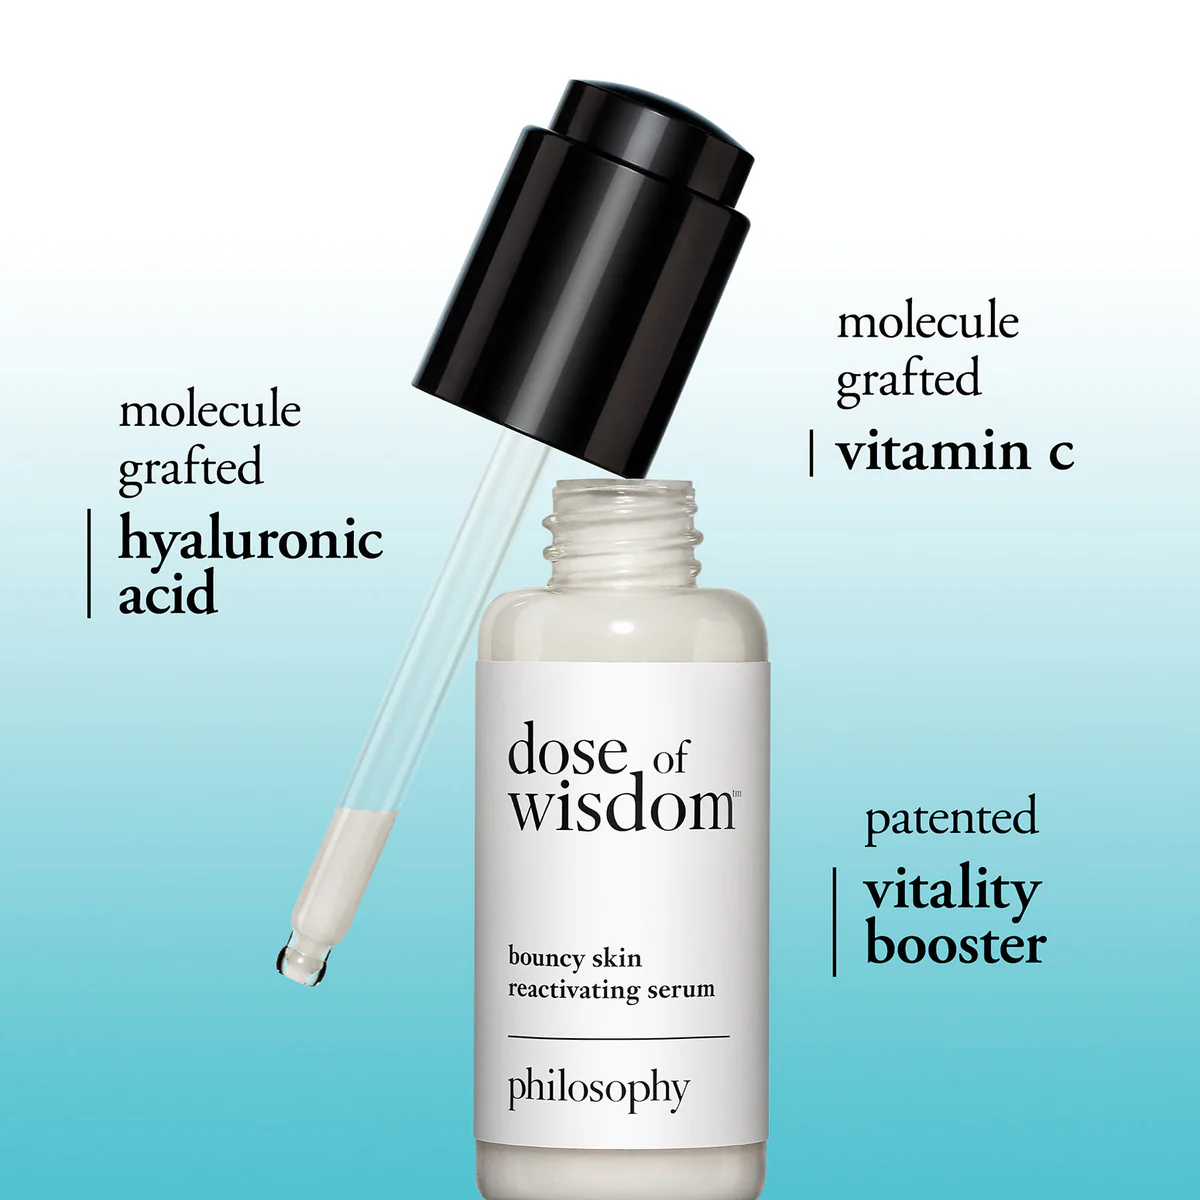 molecule
grafted
hyaluronic
acid
molecule
grafted
vitamin c
dose of
wisdom™
bouncy skin
reactivating serum
philosophy
patented
vitality
booster